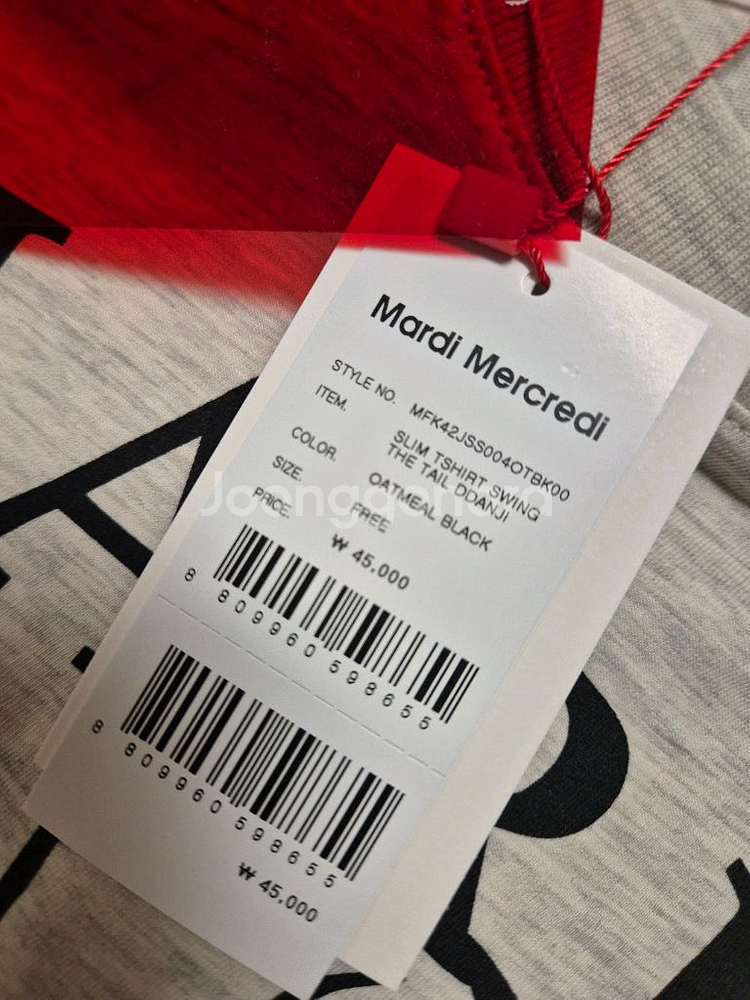 Mardi Mercredi
STYLE NO. MFK42JSS004OTBK00
ITEM. SLIM TSHIRT SWING
THE TAIL DDANJI
COLOR. OATMEAL BLACK
SIZE. FREE
PRICE. ₩ 45,000
8 809960 598655
8 809960 598655
₩ 45,000
Joonggonara